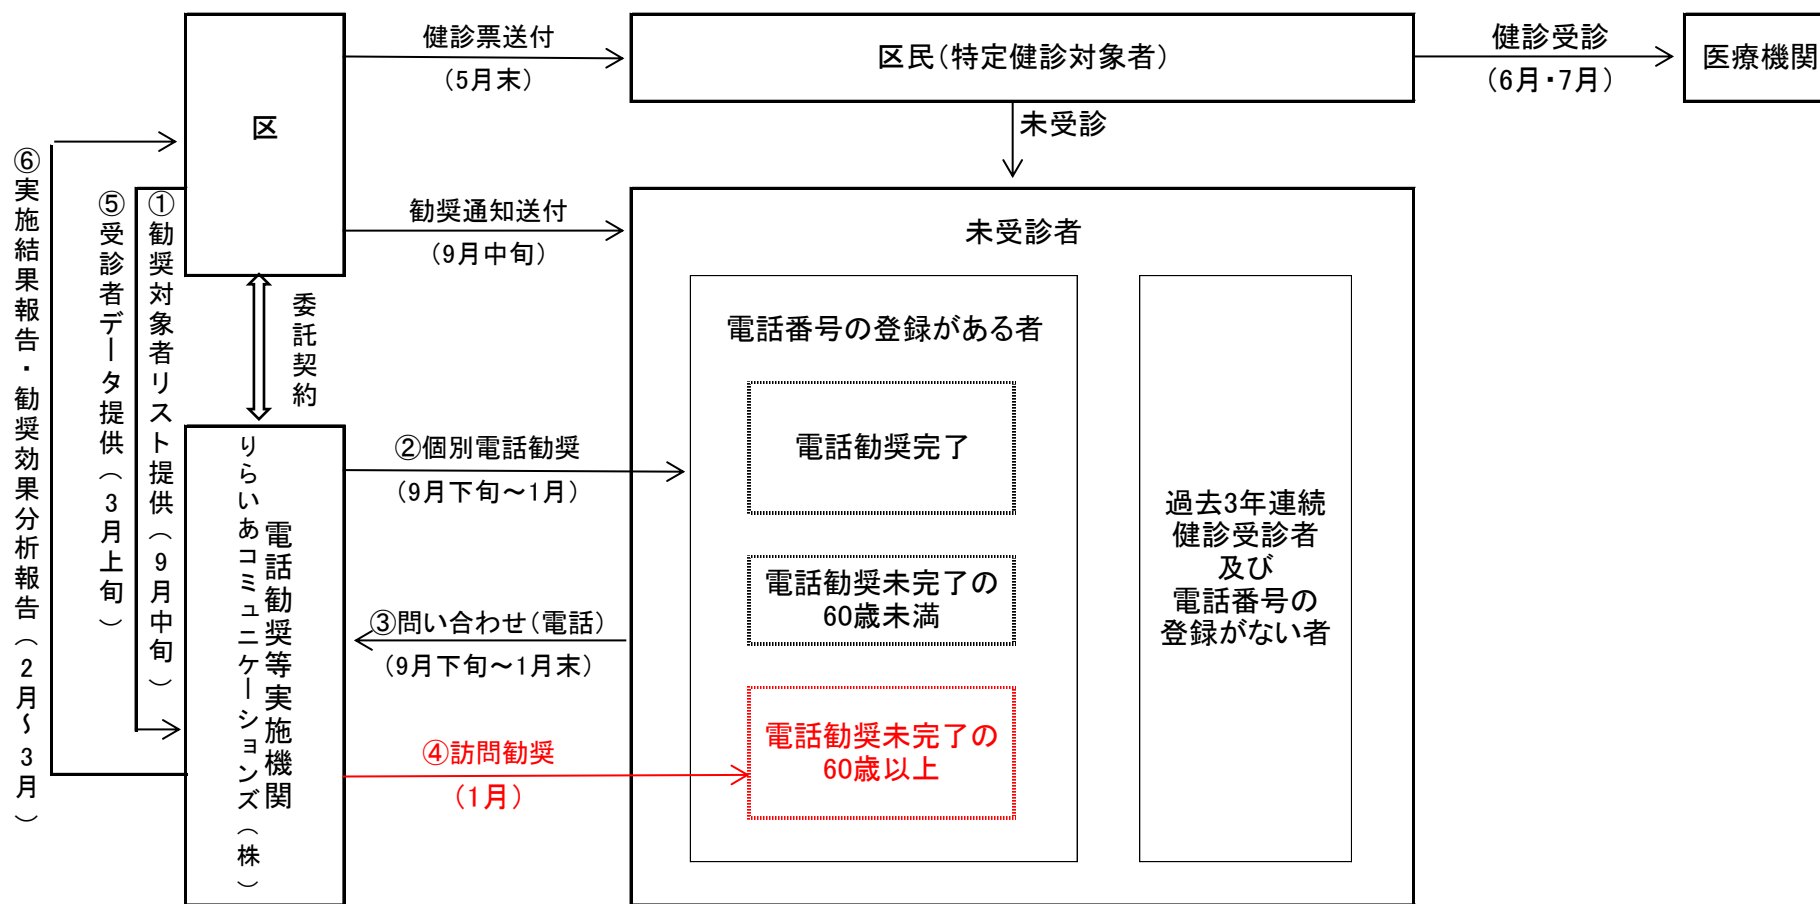 健診票送付
(5月末)
区民(特定健診対象者)
健診受診
(6月・7月)
医療機関
区
未受診
⑥実施結果報告・勧奨効果分析報告(2月~3月)
⑤受診者データ提供(3月上旬)
①勧奨対象者リスト提供(9月中旬)
勧奨通知送付
(9月中旬)
未受診者
委託契約
電話番号の登録がある者
電話勧奨完了
電話勧奨未完了の
60歳未満
電話勧奨未完了の
60歳以上
過去3年連続
健診受診者
及び
電話番号の
登録がない者
電話勧奨等実施機関
りらいあコミュニケーションズ(株)
②個別電話勧奨
(9月下旬~1月)
③問い合わせ(電話)
(9月下旬~1月末)
④訪問勧奨
(1月)